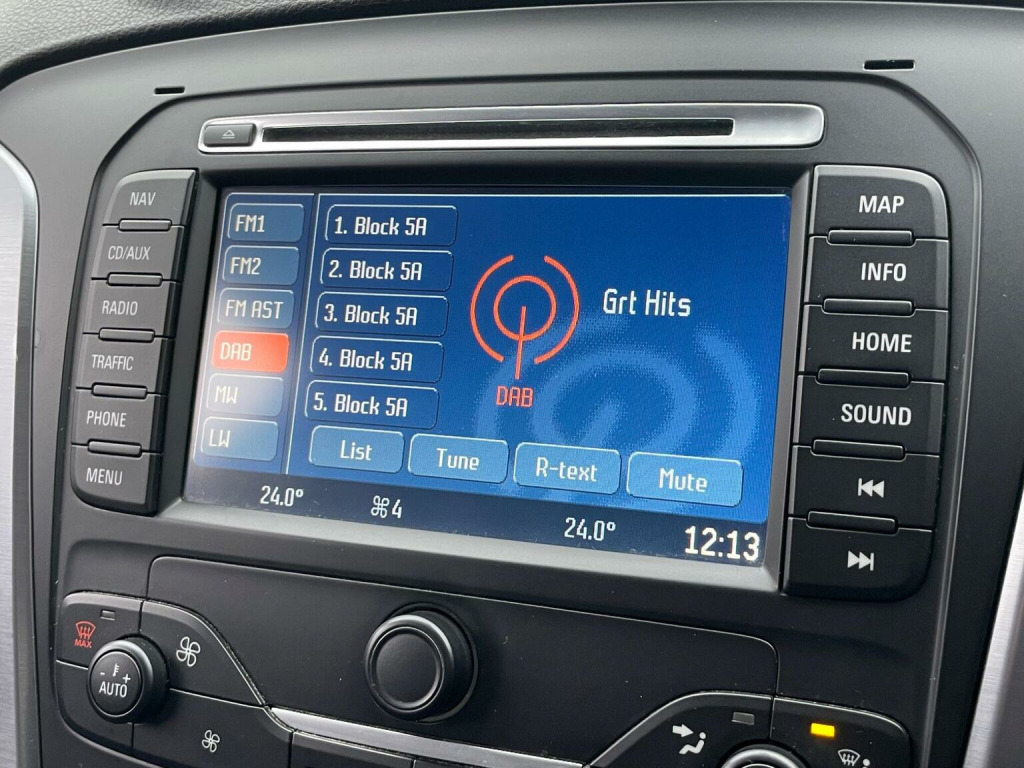 NAV
CD/AUX
RADIO
TRAFFIC
PHONE
MENU
FM1
FM2
FM AST
DAB
MW
LW
1. Block 5A
2. Block 5A
3. Block 5A
4. Block 5A
5. Block 5A
Grt Hits
DAB
List
Tune
R-text
Mute
24.0°
4
24.0°
12:13
MAP
INFO
HOME
SOUND
MAX
- +
AUTO